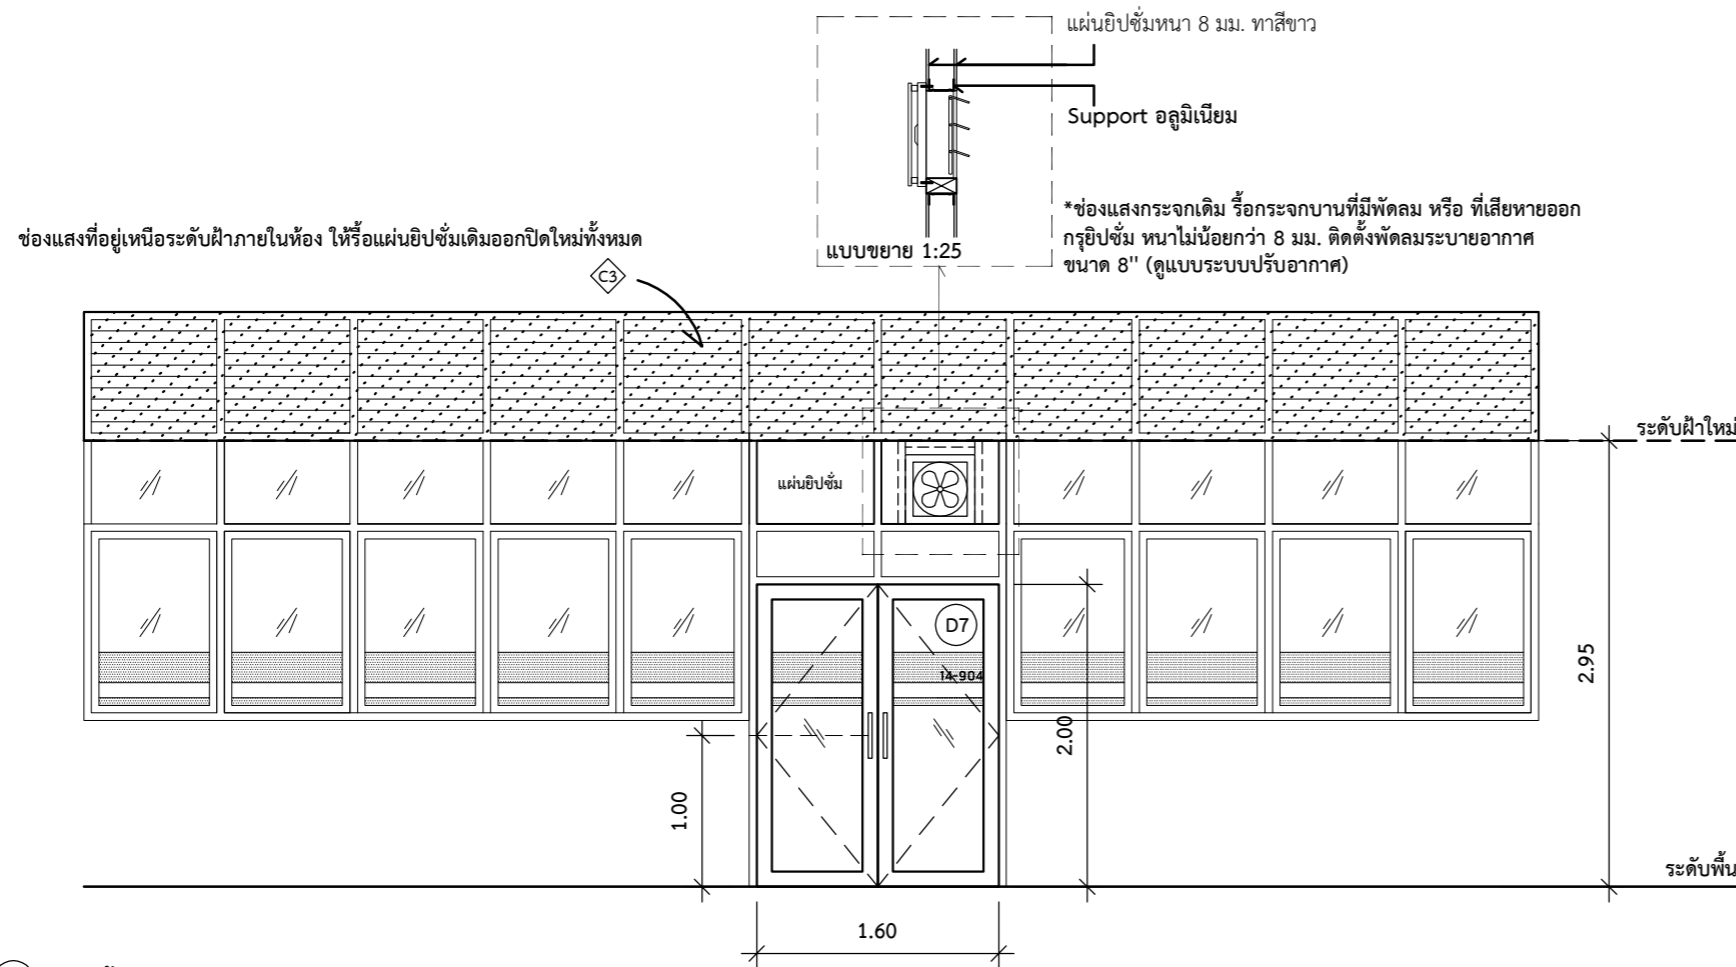 แผ่นยิปซั่มหนา 8 มม. ทาสีขาว
Support อลูมิเนียม
*ช่องแสงกระจกเดิม รื้อกระจกบานที่มีพัดลม หรือ ที่เสียหายออก
กรุยิปซั่ม หนาไม่น้อยกว่า 8 มม. ติดตั้งพัดลมระบายอากาศ
ขนาด 8" (ดูแบบระบบปรับอากาศ)
แบบขยาย 1:25
ช่องแสงที่อยู่เหนือระดับฝ้าภายในห้อง ให้รื้อแผ่นยิปซั่มเดิมออกปิดใหม่ทั้งหมด
C3
ระดับฝ้าใหม่
แผ่นยิปซั่ม
D7
14-904
2.95
2.00
1.00
ระดับพื้น
1.60